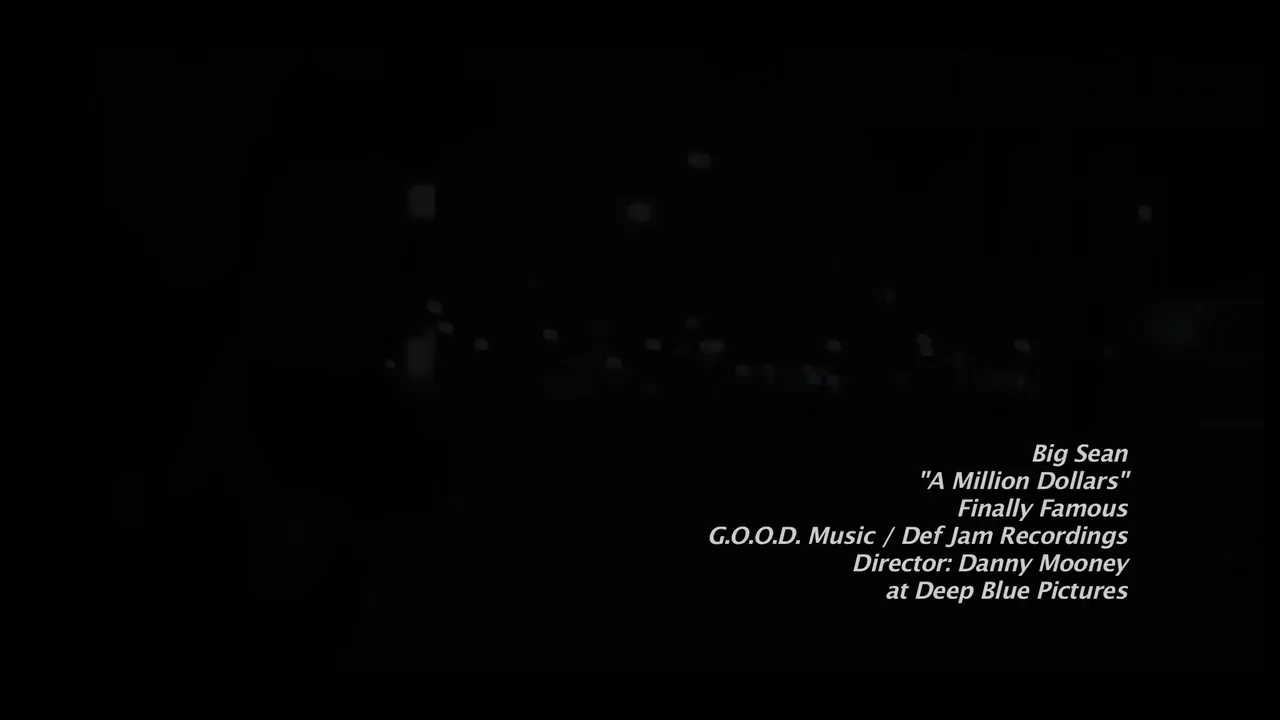 Big Sean
"A Million Dollars"
Finally Famous
G.O.O.D. Music / Def Jam Recordings
Director: Danny Mooney
at Deep Blue Pictures